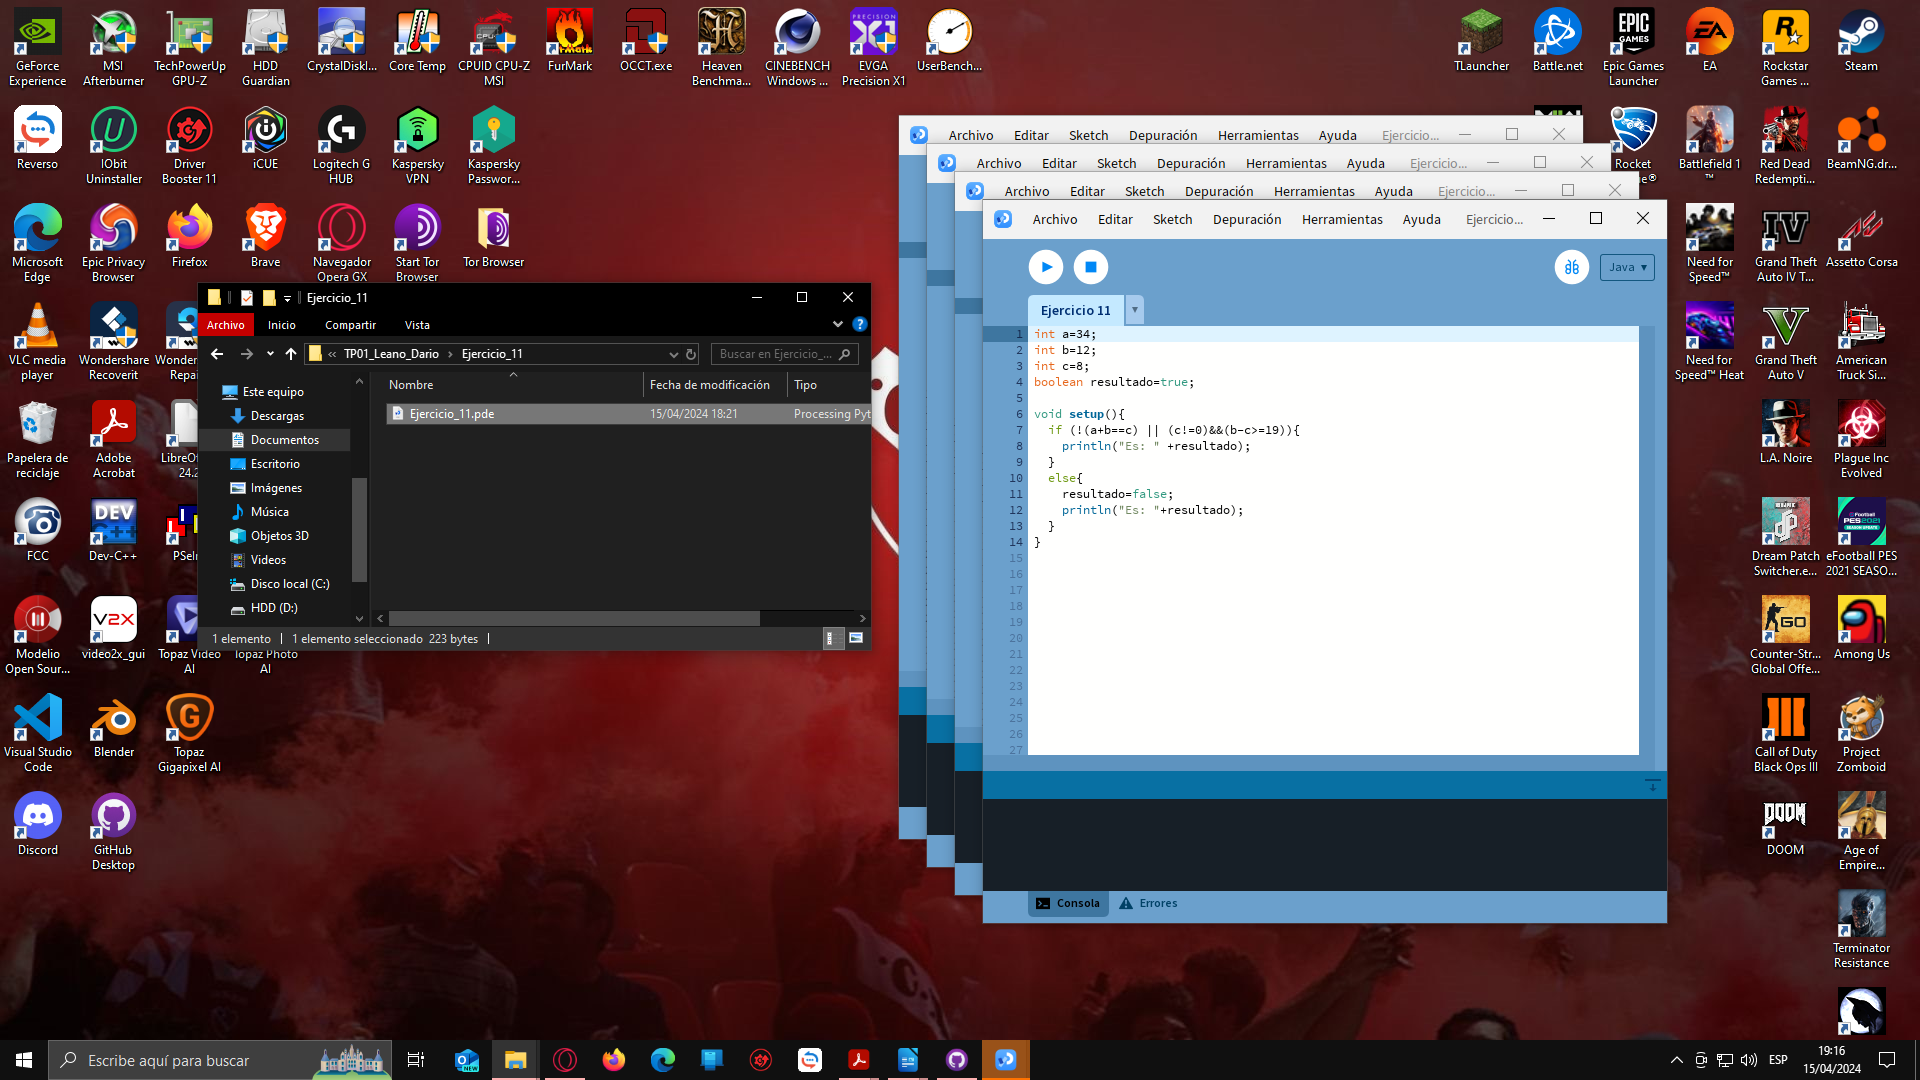 GeForce Experience
MSI Afterburner
TechPowerUp GPU-Z
HDD Guardian
CrystalDiskI...
Core Temp
CPUID CPU-Z MSI
FurMark
OCCT.exe
Heaven Benchma...
CINEBENCH Windows ...
EVGA Precision X1
UserBench...
TLauncher
Battle.net
Epic Games Launcher
EA
Rockstar Games ...
Steam
Reverso
IObit Uninstaller
Driver Booster 11
iCUE
Logitech G HUB
Kaspersky VPN
Kaspersky Passwor...
Rocket
Battlefield 1 ™
Red Dead Redempti...
BeamNG.dr...
Microsoft Edge
Epic Privacy Browser
Firefox
Brave
Navegador Opera GX
Start Tor Browser
Tor Browser
Need for Speed™
Grand Theft Auto IV T...
Assetto Corsa
VLC media player
Wondershare Recoverit
Need for Speed™ Heat
Grand Theft Auto V
American Truck Si...
Papelera de reciclaje
Adobe Acrobat
L.A. Noire
Plague Inc Evolved
FCC
Dev-C++
Dream Patch Switcher.e...
eFootball PES 2021 SEASO...
Modelio Open Sour...
video2x_gui
Topaz Video AI
Topaz Photo AI
Counter-Str... Global Offe...
Among Us
Visual Studio Code
Blender
Topaz Gigapixel AI
Call of Duty Black Ops III
Project Zomboid
Discord
GitHub Desktop
DOOM
Age of Empire...
Terminator Resistance
Ejercicio_11
Archivo Inicio Compartir Vista
« TP01_Leano_Dario › Ejercicio_11
Buscar en Ejercicio_...
Nombre Fecha de modificación Tipo
Ejercicio_11.pde 15/04/2024 18:21 Processing Pyt
Este equipo
Descargas
Documentos
Escritorio
Imágenes
Música
Objetos 3D
Videos
Disco local (C:)
HDD (D:)
1 elemento 1 elemento seleccionado 223 bytes
Archivo Editar Sketch Depuración Herramientas Ayuda Ejercicio...
Archivo Editar Sketch Depuración Herramientas Ayuda Ejercicio...
Archivo Editar Sketch Depuración Herramientas Ayuda Ejercicio...
Archivo Editar Sketch Depuración Herramientas Ayuda Ejercicio...
Java
Ejercicio 11
1 int a=34;
2 int b=12;
3 int c=8;
4 boolean resultado=true;
5
6 void setup(){
7 if (!(a+b==c) || (c!=0)&&(b-c>=19)){
8 println("Es: " +resultado);
9 }
10 else{
11 resultado=false;
12 println("Es: "+resultado);
13 }
14 }
15
16
17
18
19
20
21
22
23
24
25
26
27
Consola Errores
Escribe aquí para buscar
ESP
19:16
15/04/2024